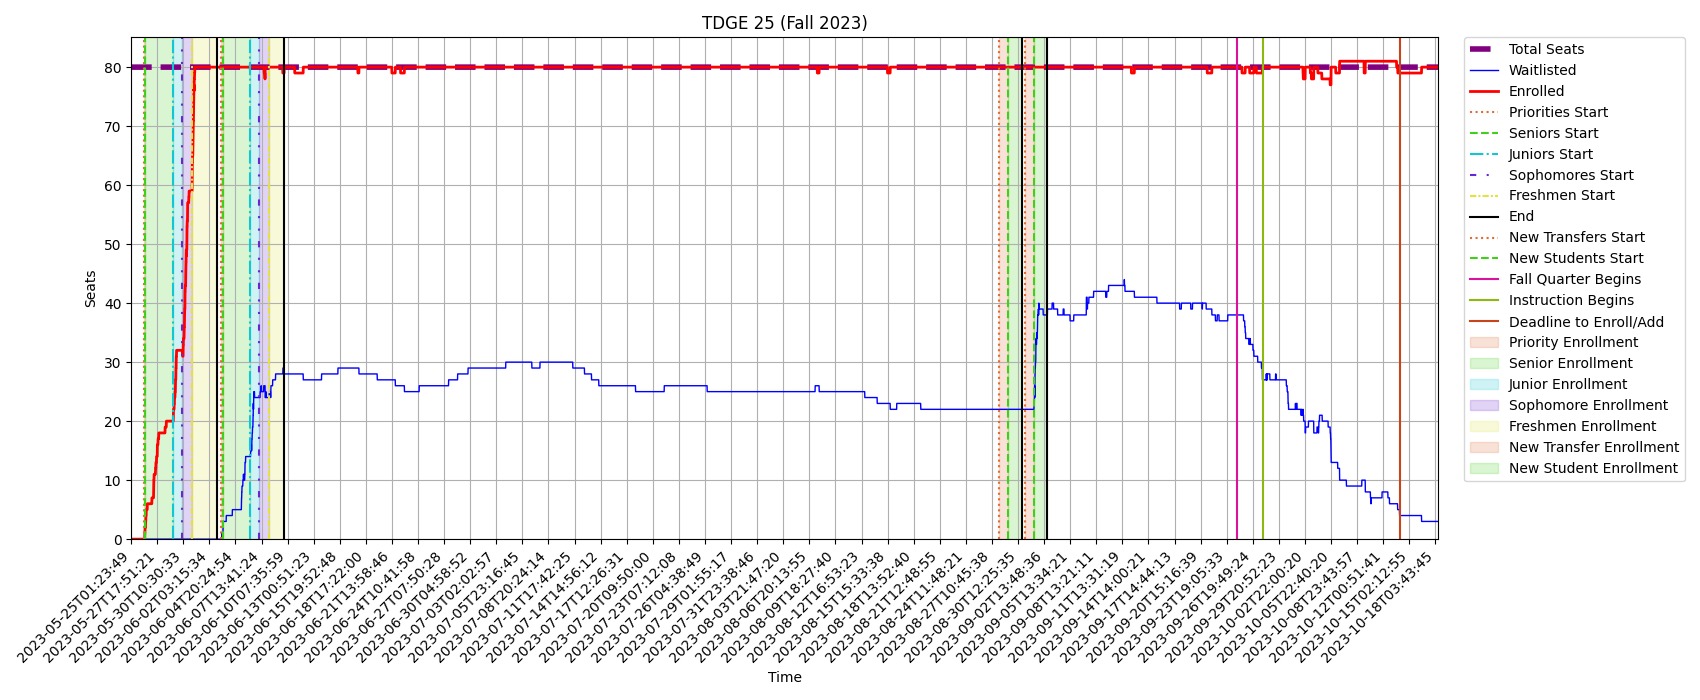 TDGE 25 (Fall 2023)
80
70
60
50
40
30
20
10
0
Seats
2023-05-25T01:23:49
2023-05-27T17:51:21
2023-05-30T10:30:33
2023-06-02T03:15:34
2023-06-04T20:24:54
2023-06-07T13:41:24
2023-06-10T07:35:59
2023-06-13T00:51:23
2023-06-15T19:52:48
2023-06-18T17:22:00
2023-06-21T13:58:46
2023-06-24T10:41:58
2023-06-27T07:50:28
2023-06-30T04:58:52
2023-07-03T02:02:57
2023-07-05T23:16:45
2023-07-08T20:24:14
2023-07-11T17:42:25
2023-07-14T14:56:12
2023-07-17T12:26:31
2023-07-20T09:50:00
2023-07-23T07:12:08
2023-07-26T04:38:49
2023-07-29T01:55:17
2023-07-31T23:38:46
2023-08-03T21:47:20
2023-08-06T20:13:55
2023-08-09T18:27:40
2023-08-12T16:53:23
2023-08-15T15:33:38
2023-08-18T13:52:40
2023-08-21T12:48:55
2023-08-24T11:48:21
2023-08-27T10:45:38
2023-08-30T12:25:35
2023-09-02T13:48:36
2023-09-05T13:34:21
2023-09-08T13:21:11
2023-09-11T13:31:19
2023-09-14T14:00:21
2023-09-17T14:44:13
2023-09-20T15:16:39
2023-09-23T19:05:33
2023-09-26T19:49:24
2023-09-29T20:52:23
2023-10-02T22:00:20
2023-10-05T22:40:20
2023-10-08T23:43:57
2023-10-12T00:51:41
2023-10-15T02:12:55
2023-10-18T03:43:45
Time
Total Seats
Waitlisted
Enrolled
Priorities Start
Seniors Start
Juniors Start
Sophomores Start
Freshmen Start
End
New Transfers Start
New Students Start
Fall Quarter Begins
Instruction Begins
Deadline to Enroll/Add
Priority Enrollment
Senior Enrollment
Junior Enrollment
Sophomore Enrollment
Freshmen Enrollment
New Transfer Enrollment
New Student Enrollment